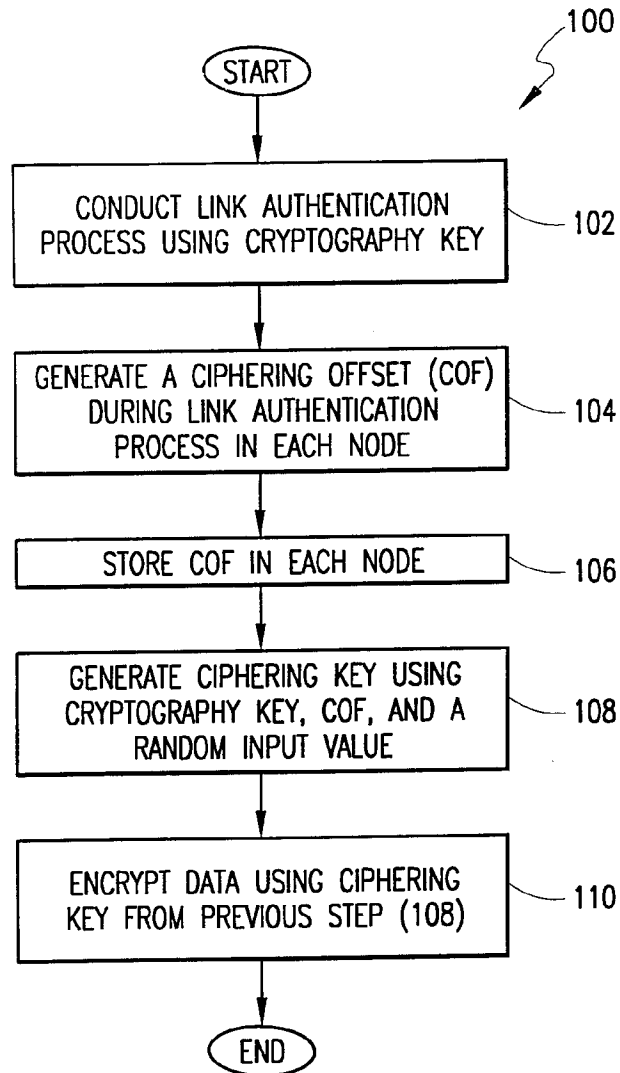 100
START
CONDUCT LINK AUTHENTICATION
PROCESS USING CRYPTOGRAPHY KEY
102
GENERATE A CIPHERING OFFSET (COF)
DURING LINK AUTHENTICATION
PROCESS IN EACH NODE
104
STORE COF IN EACH NODE
106
GENERATE CIPHERING KEY USING
CRYPTOGRAPHY KEY, COF, AND A
RANDOM INPUT VALUE
108
ENCRYPT DATA USING CIPHERING
KEY FROM PREVIOUS STEP (108)
110
END